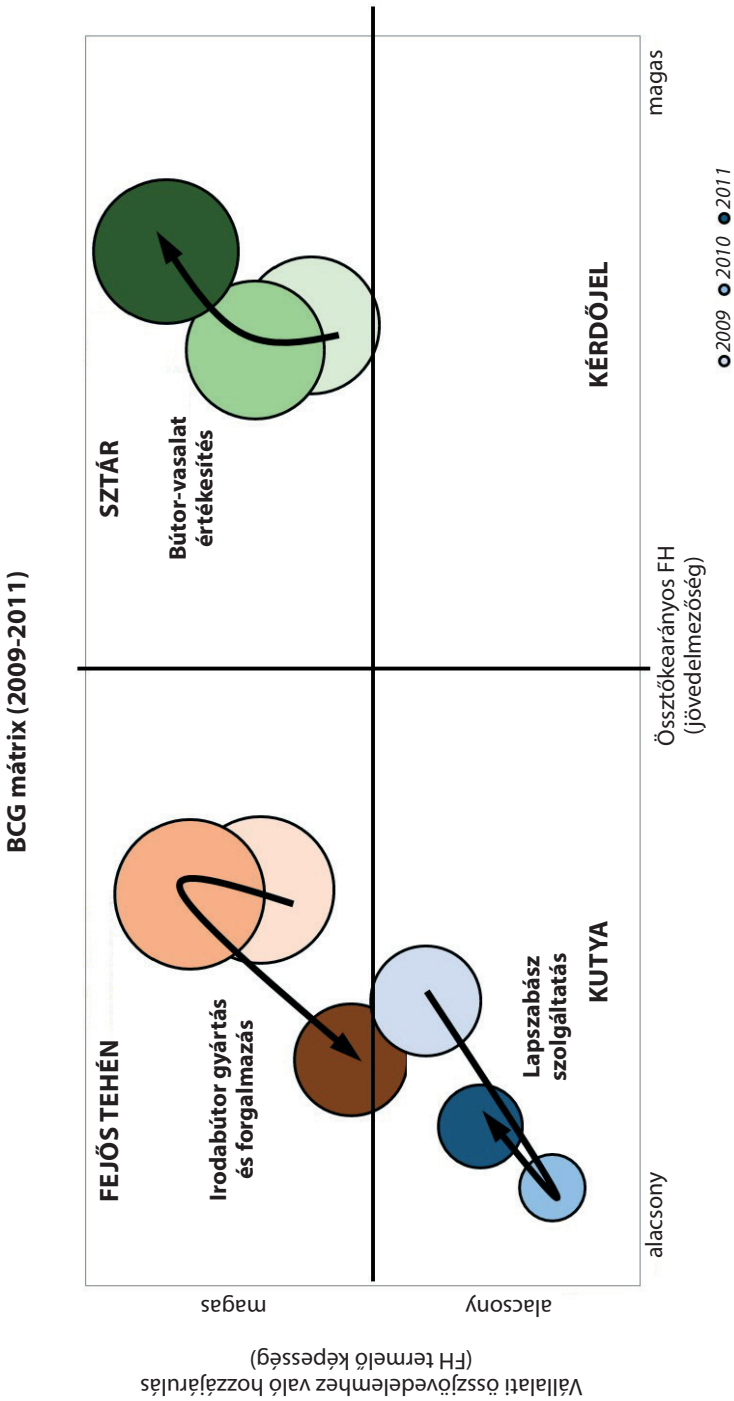 BCG mátrix (2009-2011)
FEJŐS TEHÉN
SZTÁR
Irodabútor gyártás
és forgalmazás
Bútor-vasalat
értékesítés
Lapszabász
szolgáltatás
KUTYA
KÉRDŐJEL
magas
alacsony
Vállalati összjövedelemhez való hozzájárulás
(FH termelő képesség)
alacsony
Össztőkearányos FH
(jövedelmezőség)
magas
2009 2010 2011